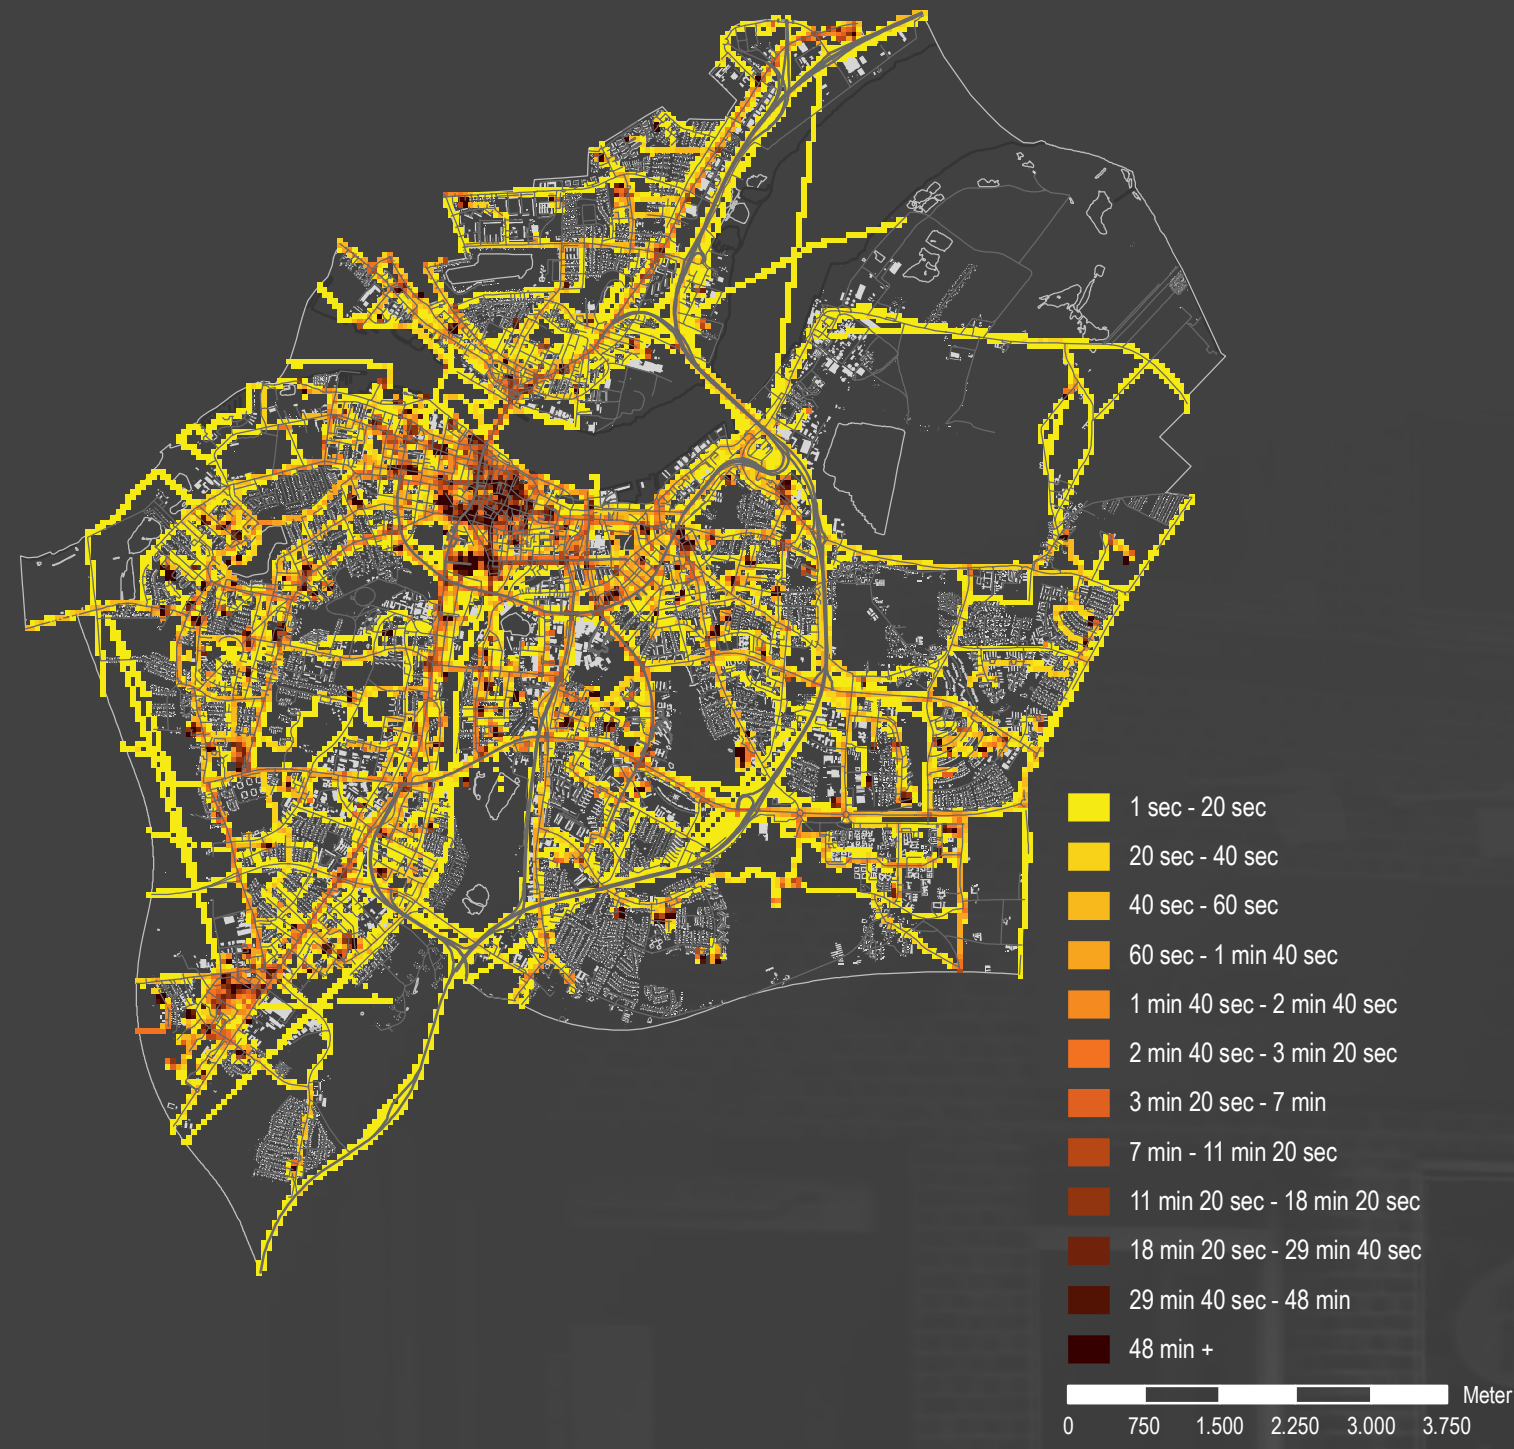 1 sec - 20 sec
20 sec - 40 sec
40 sec - 60 sec
60 sec - 1 min 40 sec
1 min 40 sec - 2 min 40 sec
2 min 40 sec - 3 min 20 sec
3 min 20 sec - 7 min
7 min - 11 min 20 sec
11 min 20 sec - 18 min 20 sec
18 min 20 sec - 29 min 40 sec
29 min 40 sec - 48 min
48 min +
Meter
0 750 1.500 2.250 3.000 3.750